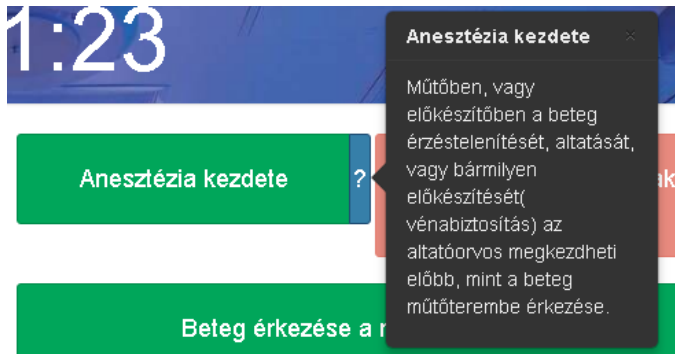 1:23
Anesztézia kezdete ×
Műtőben, vagy
előkészítőben a beteg
érzéstelenítését, altatását,
vagy bármilyen
előkészítését(
vénabiztosítás) az
altatóorvos megkezdheti
előbb, mint a beteg
műtőterembe érkezése.
Anesztézia kezdete ?
Beteg érkezése a